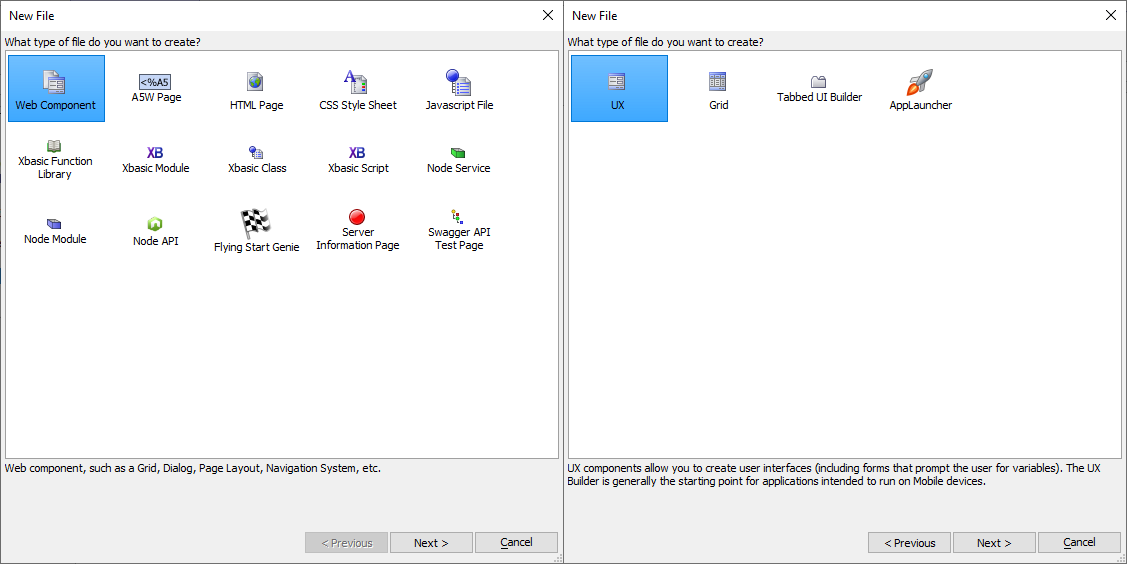 New File
What type of file do you want to create?
Web Component
<%A5
A5W Page
HTML Page
CSS Style Sheet
Javascript File
Xbasic Function
Library
XB
Xbasic Module
Xbasic Class
XB
Xbasic Script
Node Service
Node Module
Node API
Flying Start Genie
Server
Information Page
Swagger API
Test Page
Web component, such as a Grid, Dialog, Page Layout, Navigation System, etc.
< Previous
Next >
Cancel
New File
What type of file do you want to create?
UX
Grid
Tabbed UI Builder
AppLauncher
UX components allow you to create user interfaces (including forms that prompt the user for variables). The UX
Builder is generally the starting point for applications intended to run on Mobile devices.
< Previous
Next >
Cancel